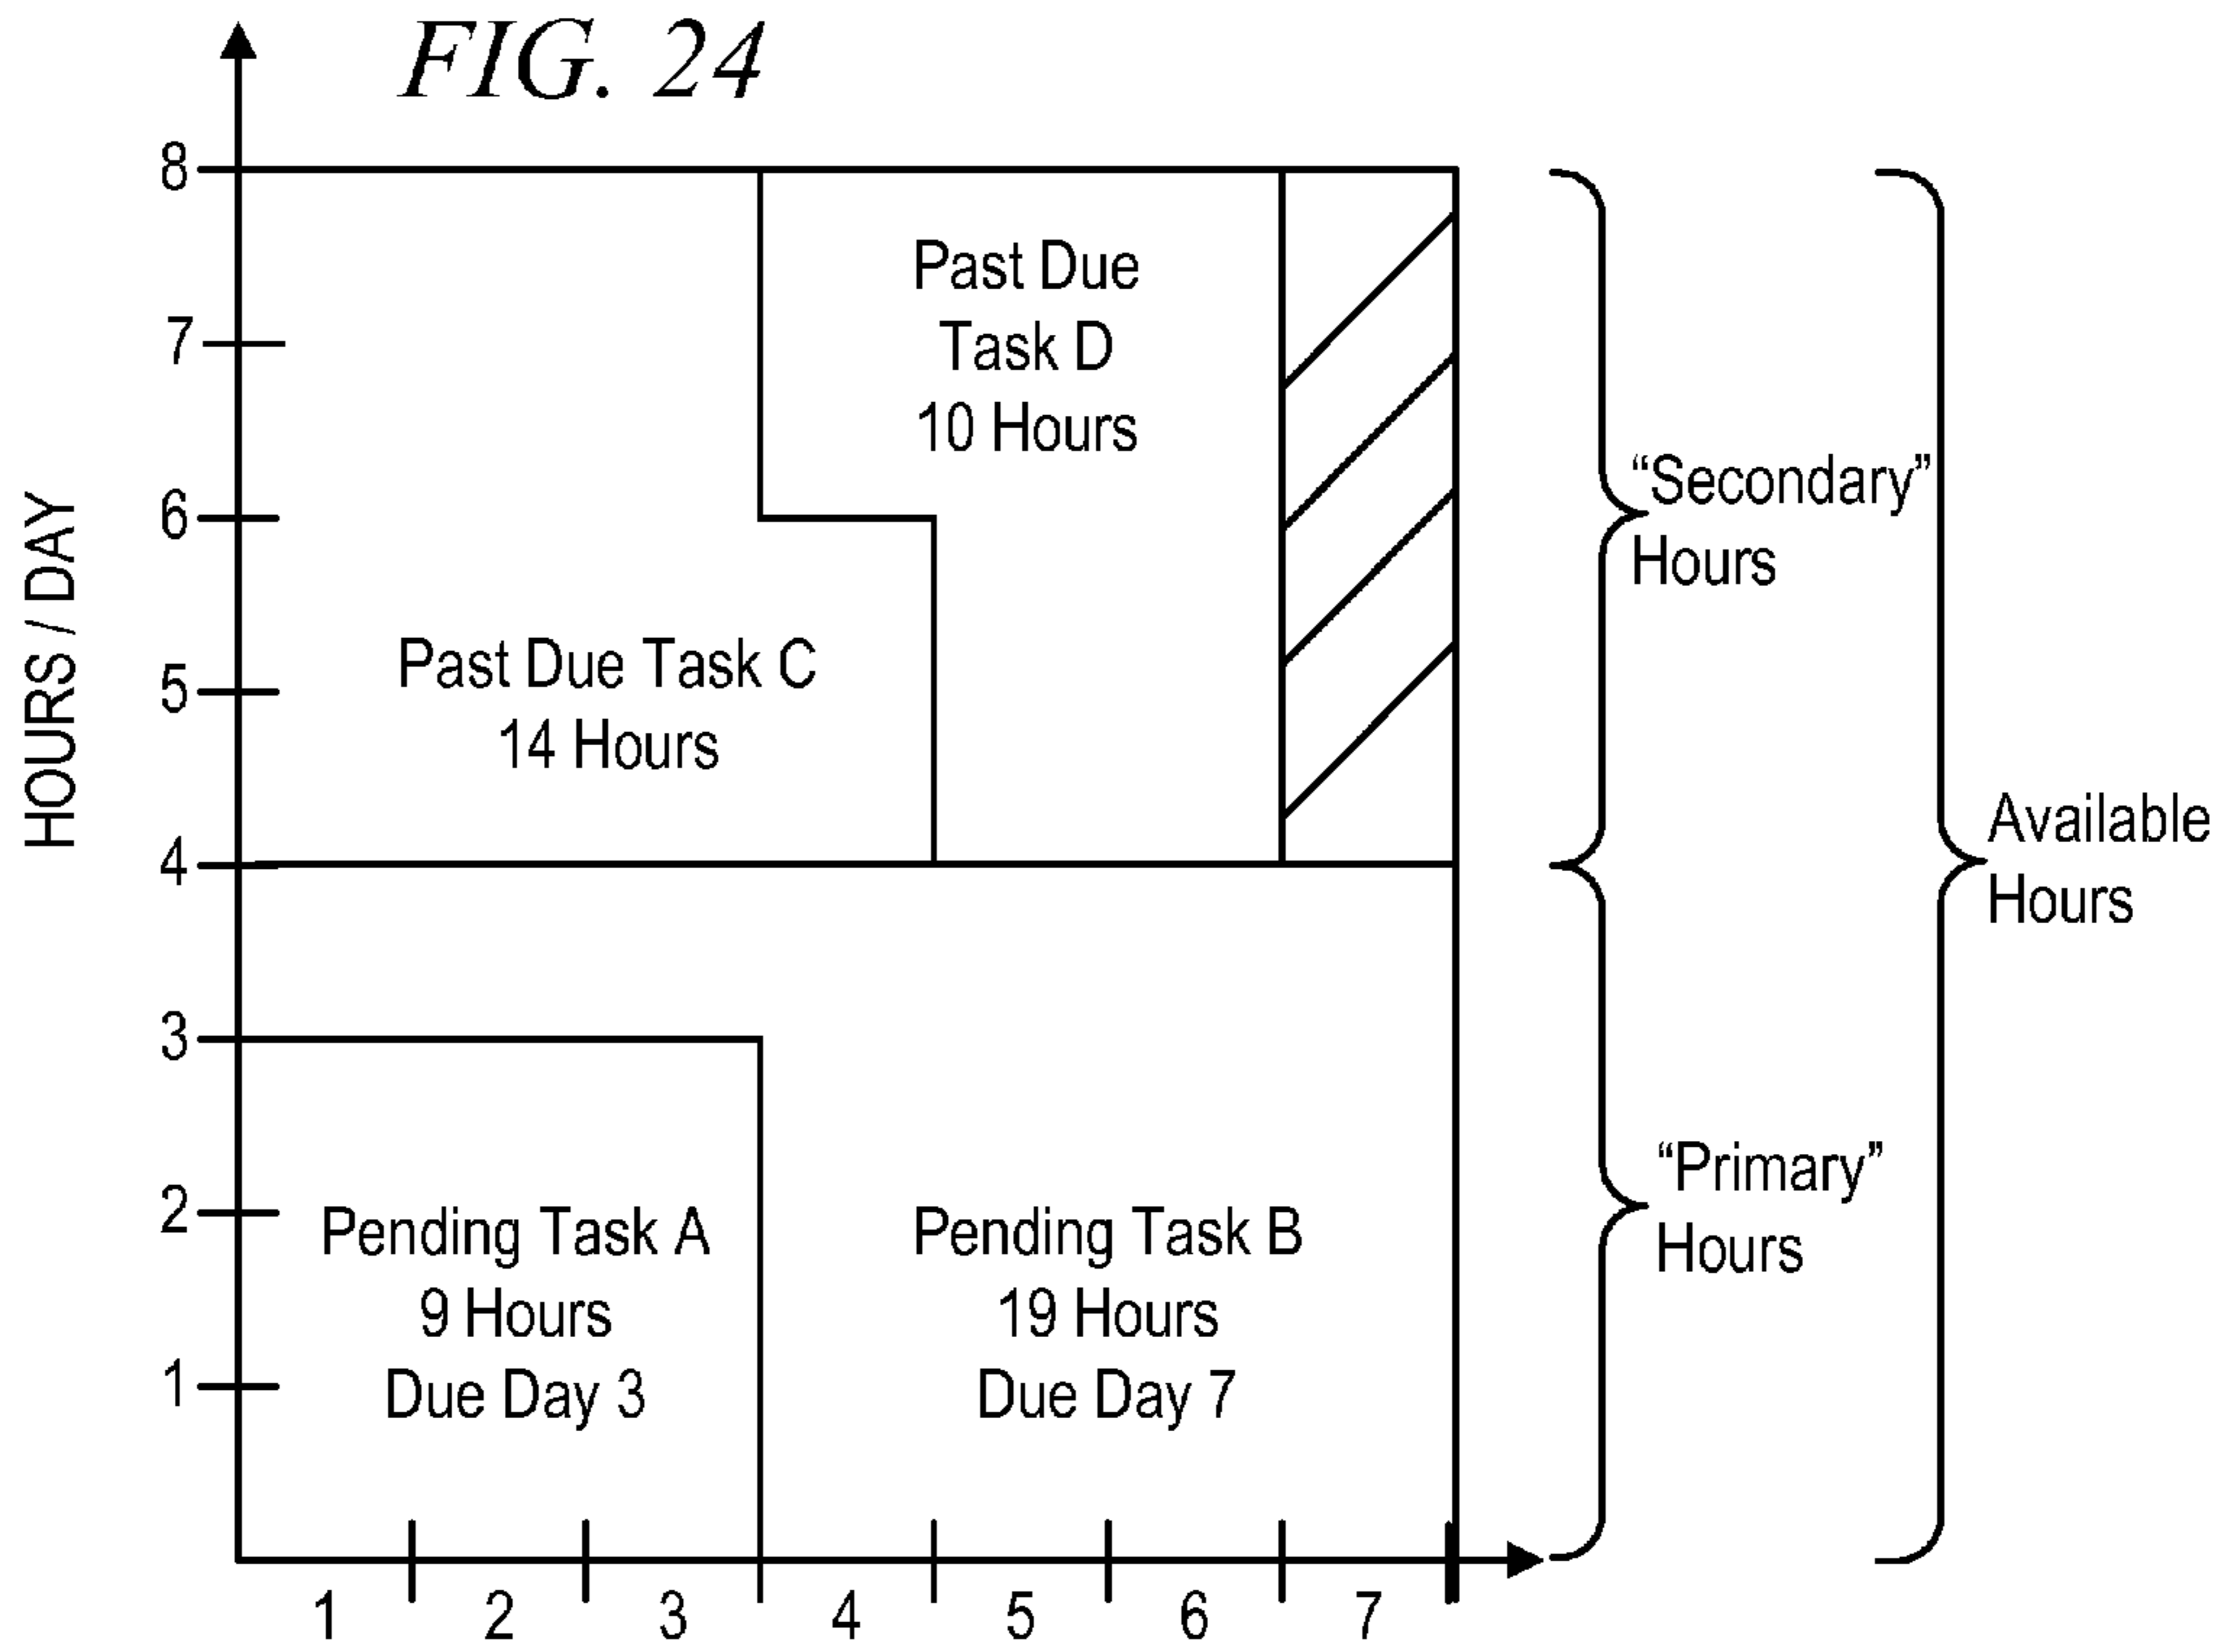 FIG. 24
HOURS / DAY
8
7
6
5
4
3
2
1
Past Due
Task D
10 Hours
Past Due Task C
14 Hours
Pending Task A
9 Hours
Due Day 3
Pending Task B
19 Hours
Due Day 7
“Secondary”
Hours
“Primary”
Hours
Available
Hours
1 2 3 4 5 6 7